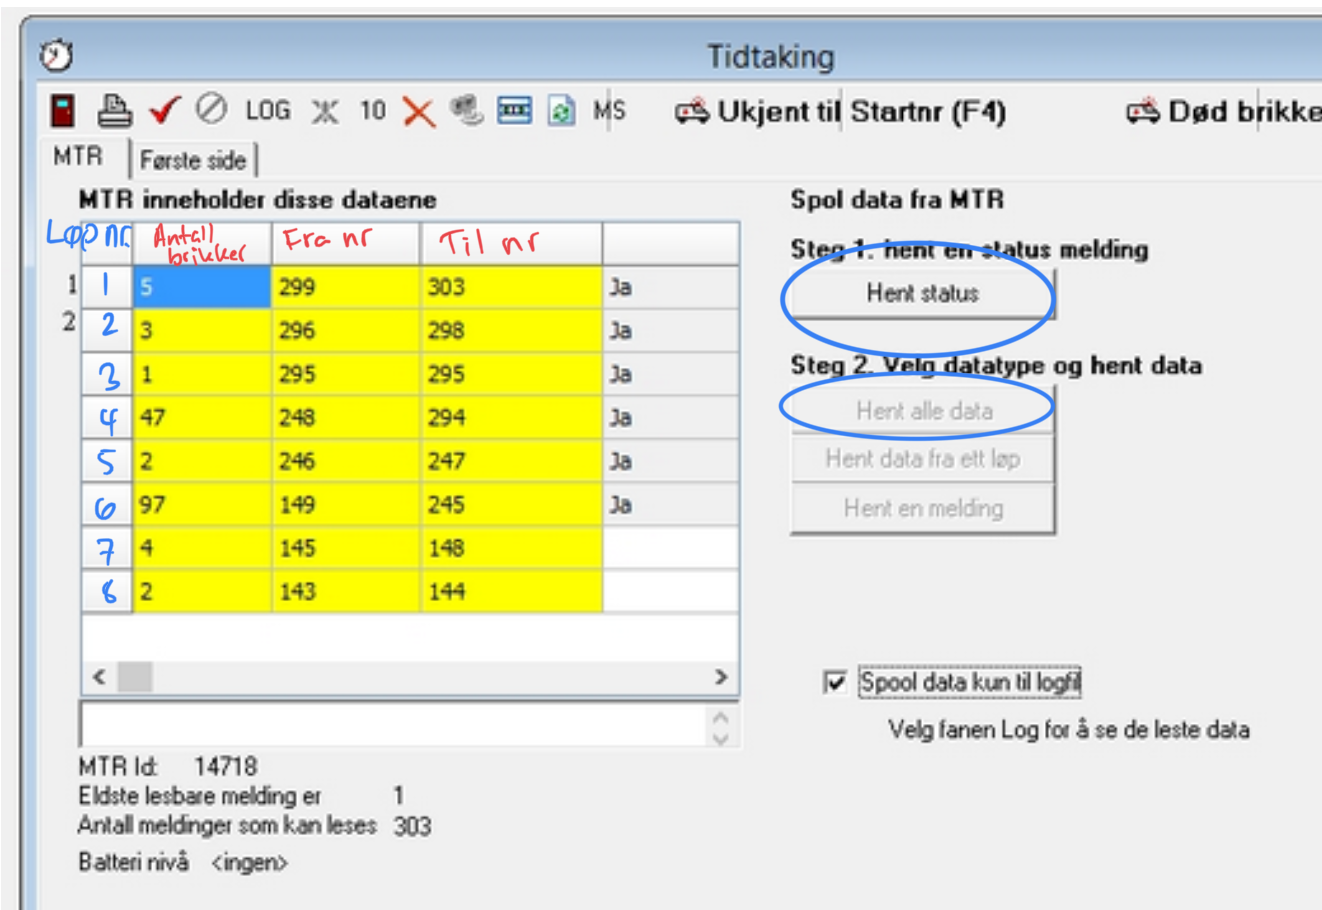 Tidtaking
LOG 10 MS Ukjent til Startnr (F4) Død brikke
MTR Første side
MTR inneholder disse dataene
Løp nr. Antall brikker Fra nr Til nr
1 1 5 299 303 Ja
2 2 3 296 298 Ja
3 1 295 295 Ja
4 47 248 294 Ja
5 2 246 247 Ja
6 97 149 245 Ja
7 4 145 148
8 2 143 144
MTR Id: 14718
Eldste lesbare melding er 1
Antall meldinger som kan leses 303
Batteri nivå <ingen>
Spol data fra MTR
Steg 1. hent en status melding
Hent status
Steg 2. Velg datatype og hent data
Hent alle data
Hent data fra ett løp
Hent en melding
Spool data kun til logfil
Velg fanen Log for å se de leste data